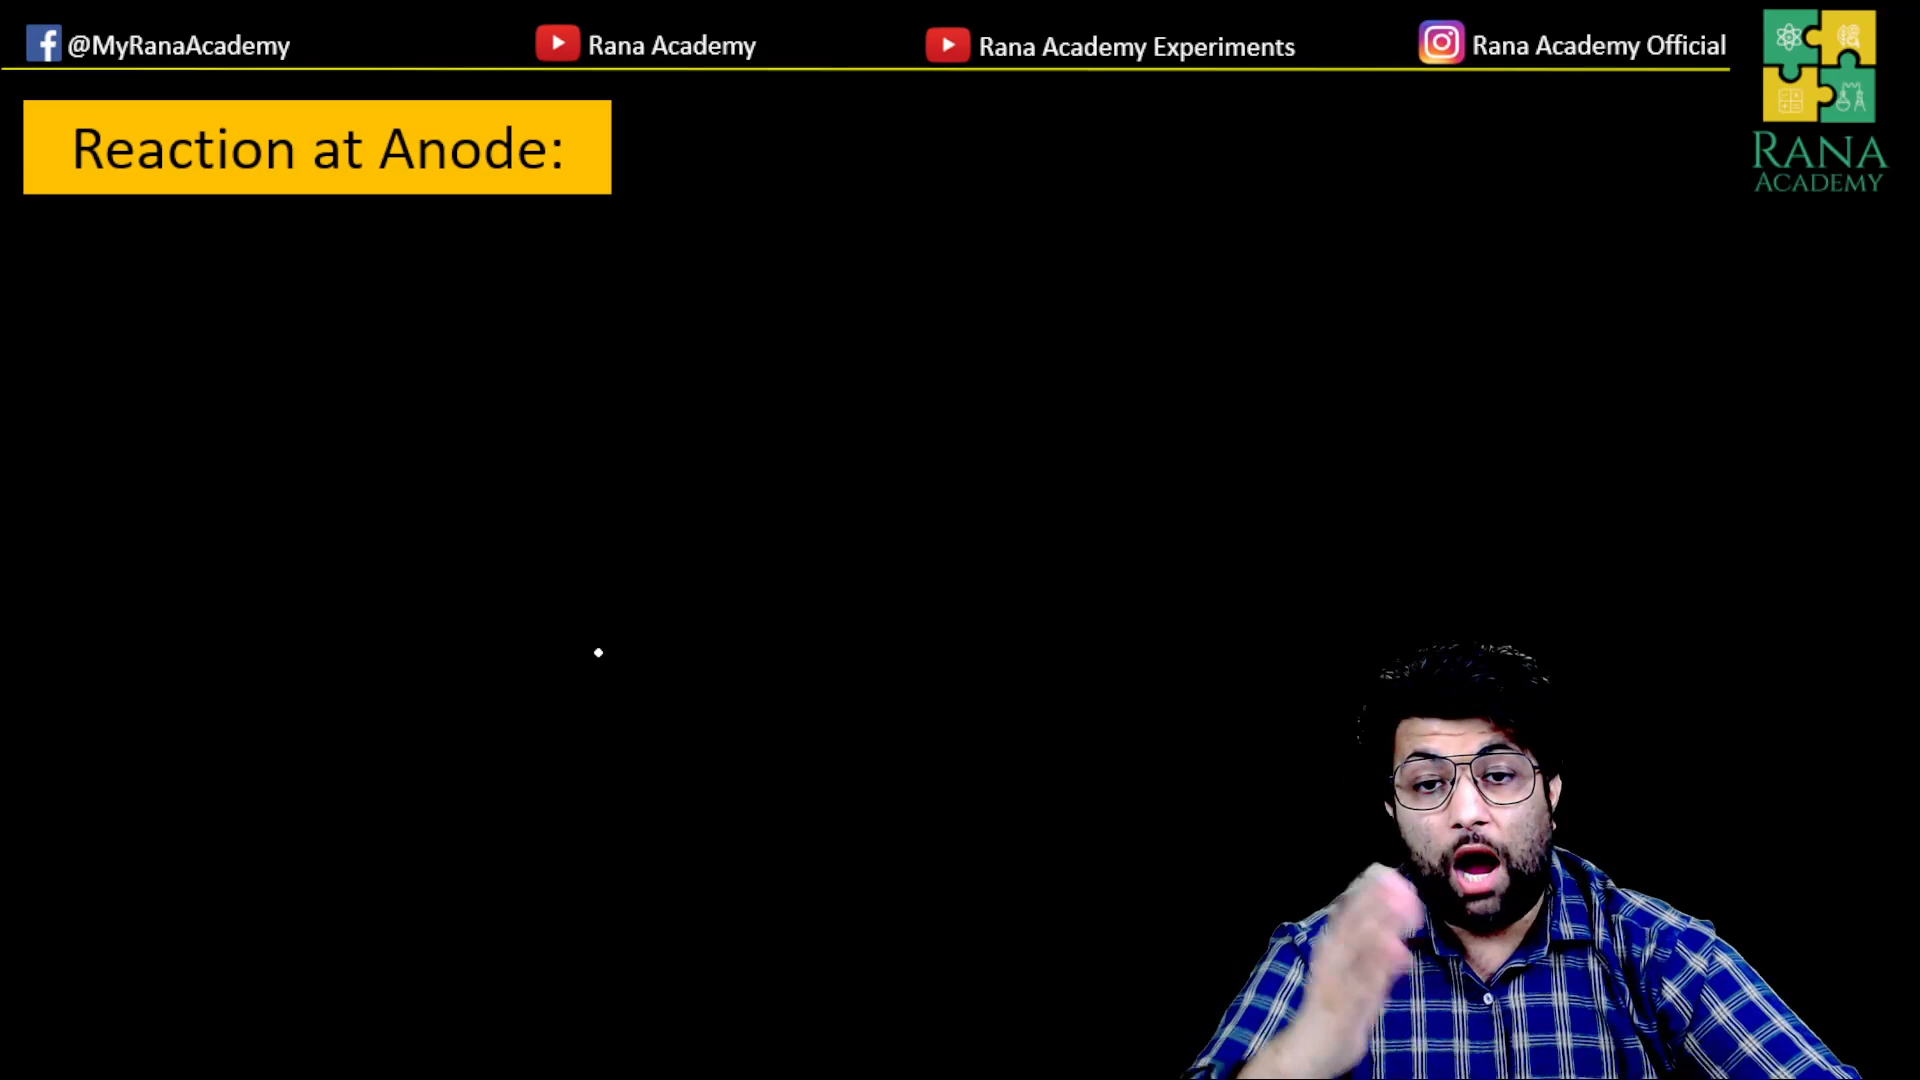 @MyRanaAcademy
Rana Academy
Rana Academy Experiments
Rana Academy Official
RANA
ACADEMY
Reaction at Anode: